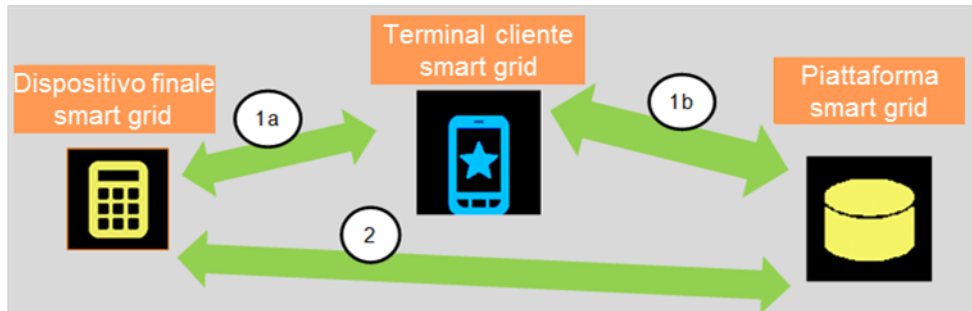 Terminal cliente
smart grid
Dispositivo finale
smart grid
Piattaforma
smart grid
1a
1b
2